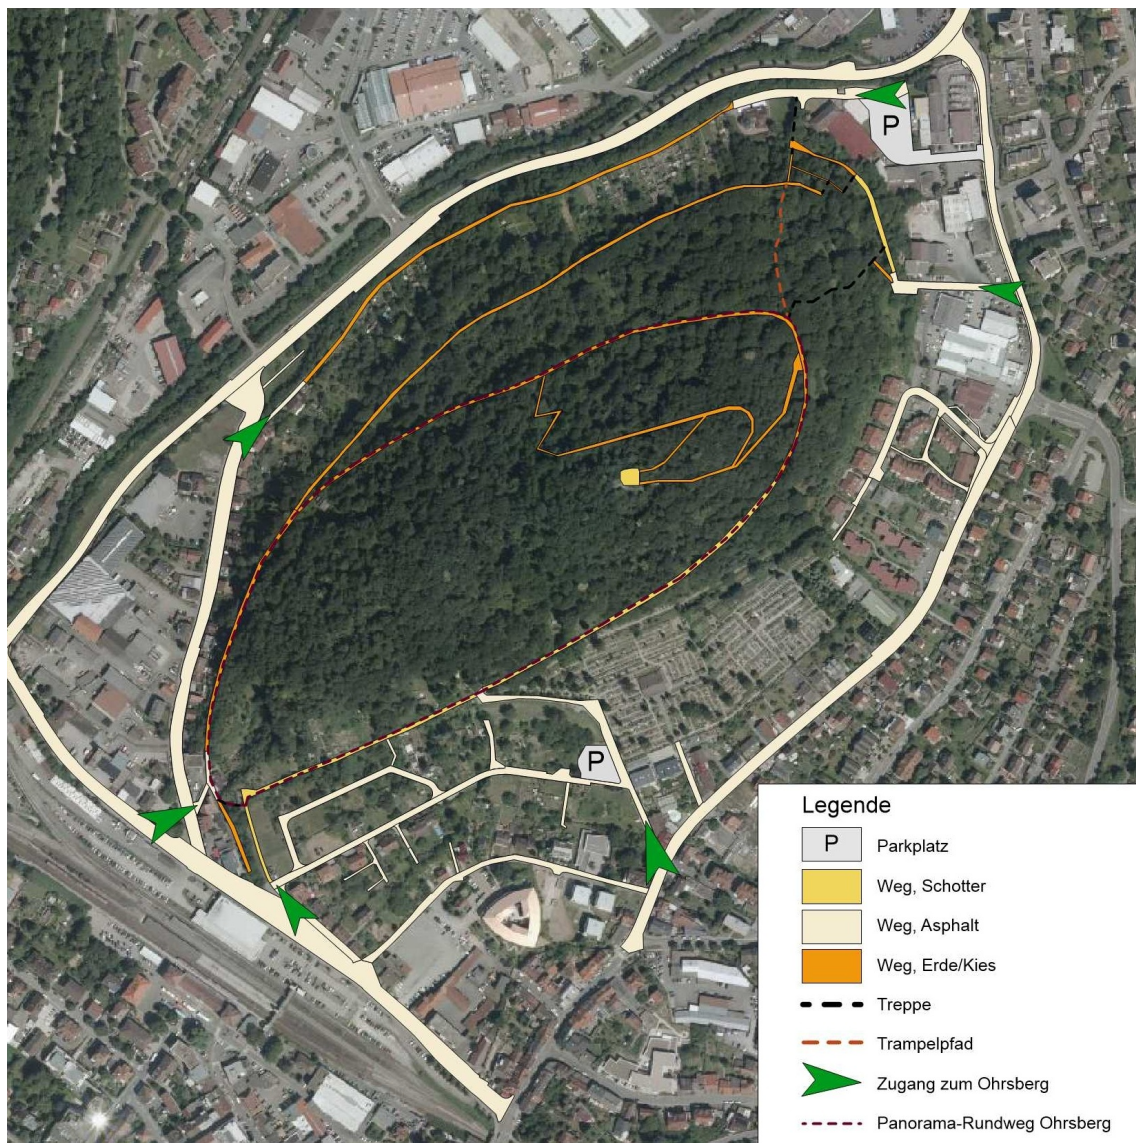 P
P
Legende
P Parkplatz
Weg, Schotter
Weg, Asphalt
Weg, Erde/Kies
Treppe
Trampelpfad
Zugang zum Ohrsberg
Panorama-Rundweg Ohrsberg